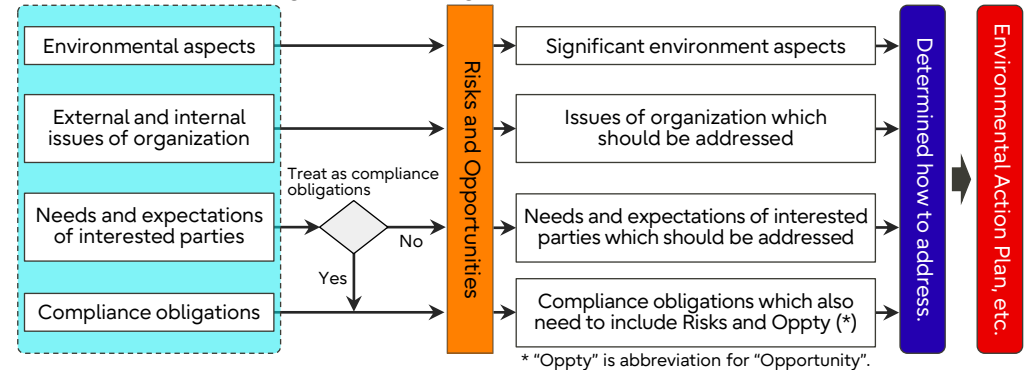 Environmental aspects
External and internal
issues of organization
Treat as compliance
obligations
Needs and expectations
of interested parties
No
Yes
Compliance obligations
Risks and Opportunities
Significant environment aspects
Issues of organization which
should be addressed
Needs and expectations of interested
parties which should be addressed
Compliance obligations which also
need to include Risks and Oppty (*)
* “Oppty” is abbreviation for “Opportunity”.
Determined how to address.
Environmental Action Plan, etc.